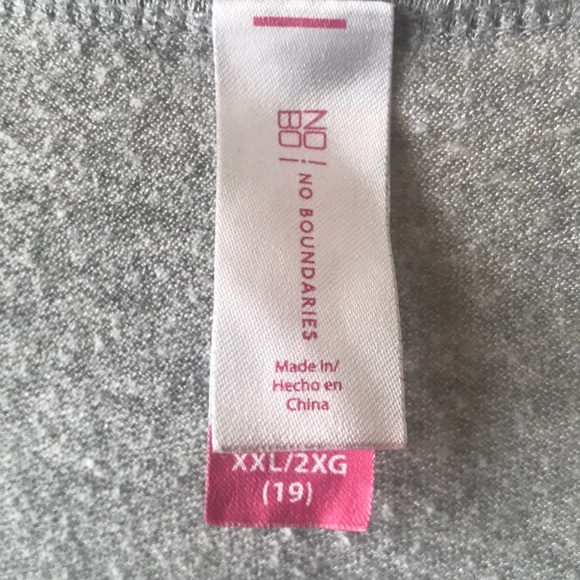 NO!
BO!
NO BOUNDARIES
Made in/
Hecho en
China
XXL/2XG
(19)